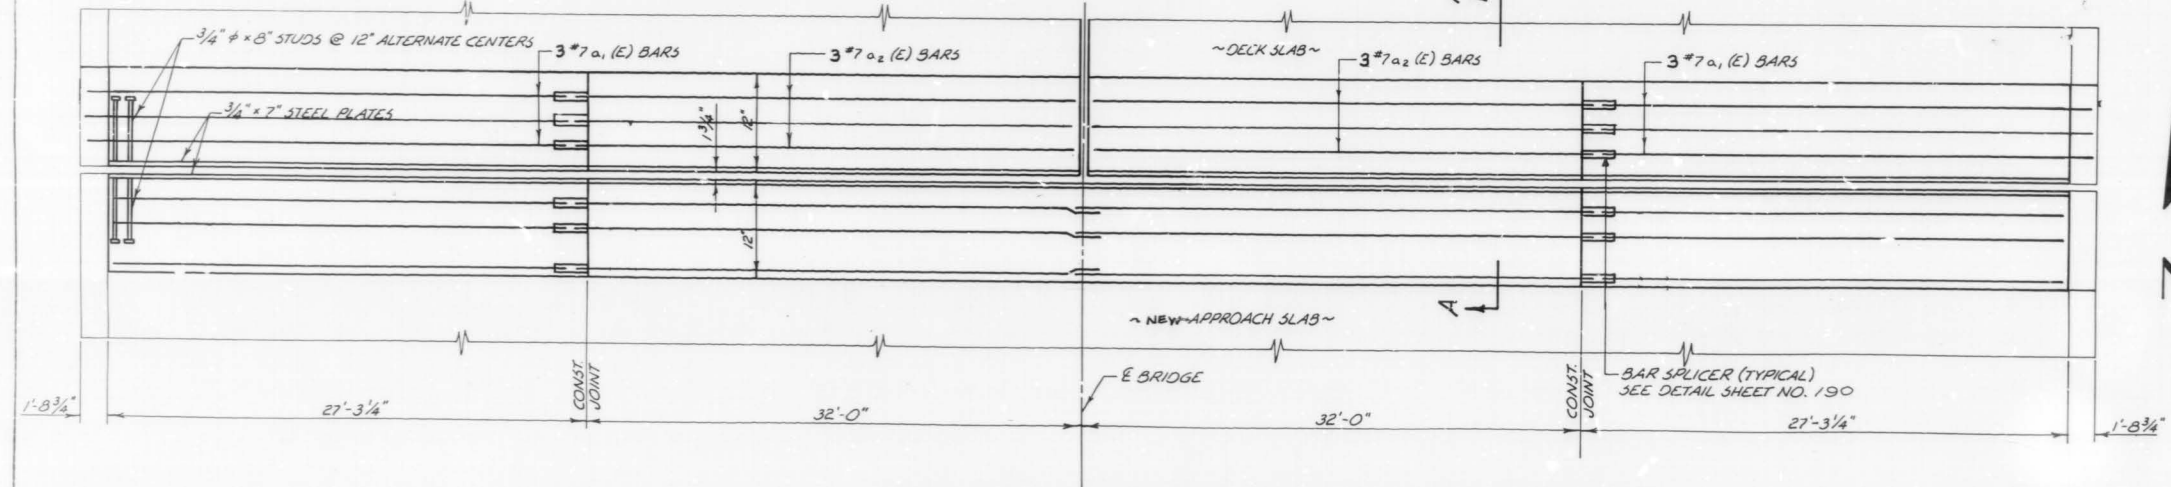 3/4" φ x 8" STUDS @ 12" ALTERNATE CENTERS
3 #7 a1 (E) BARS
3 #7 a2 (E) BARS
~DECK SLAB~
3 #7 a2 (E) BARS
3 #7 a1 (E) BARS
3/4" x 7" STEEL PLATES
1 3/4"
12"
12"
A
~ NEW APPROACH SLAB~
℄ BRIDGE
CONST.
JOINT
CONST.
JOINT
BAR SPLICER (TYPICAL)
SEE DETAIL SHEET NO. 190
1'-8 3/4"
27'-3 1/4"
32'-0"
32'-0"
27'-3 1/4"
1'-8 3/4"